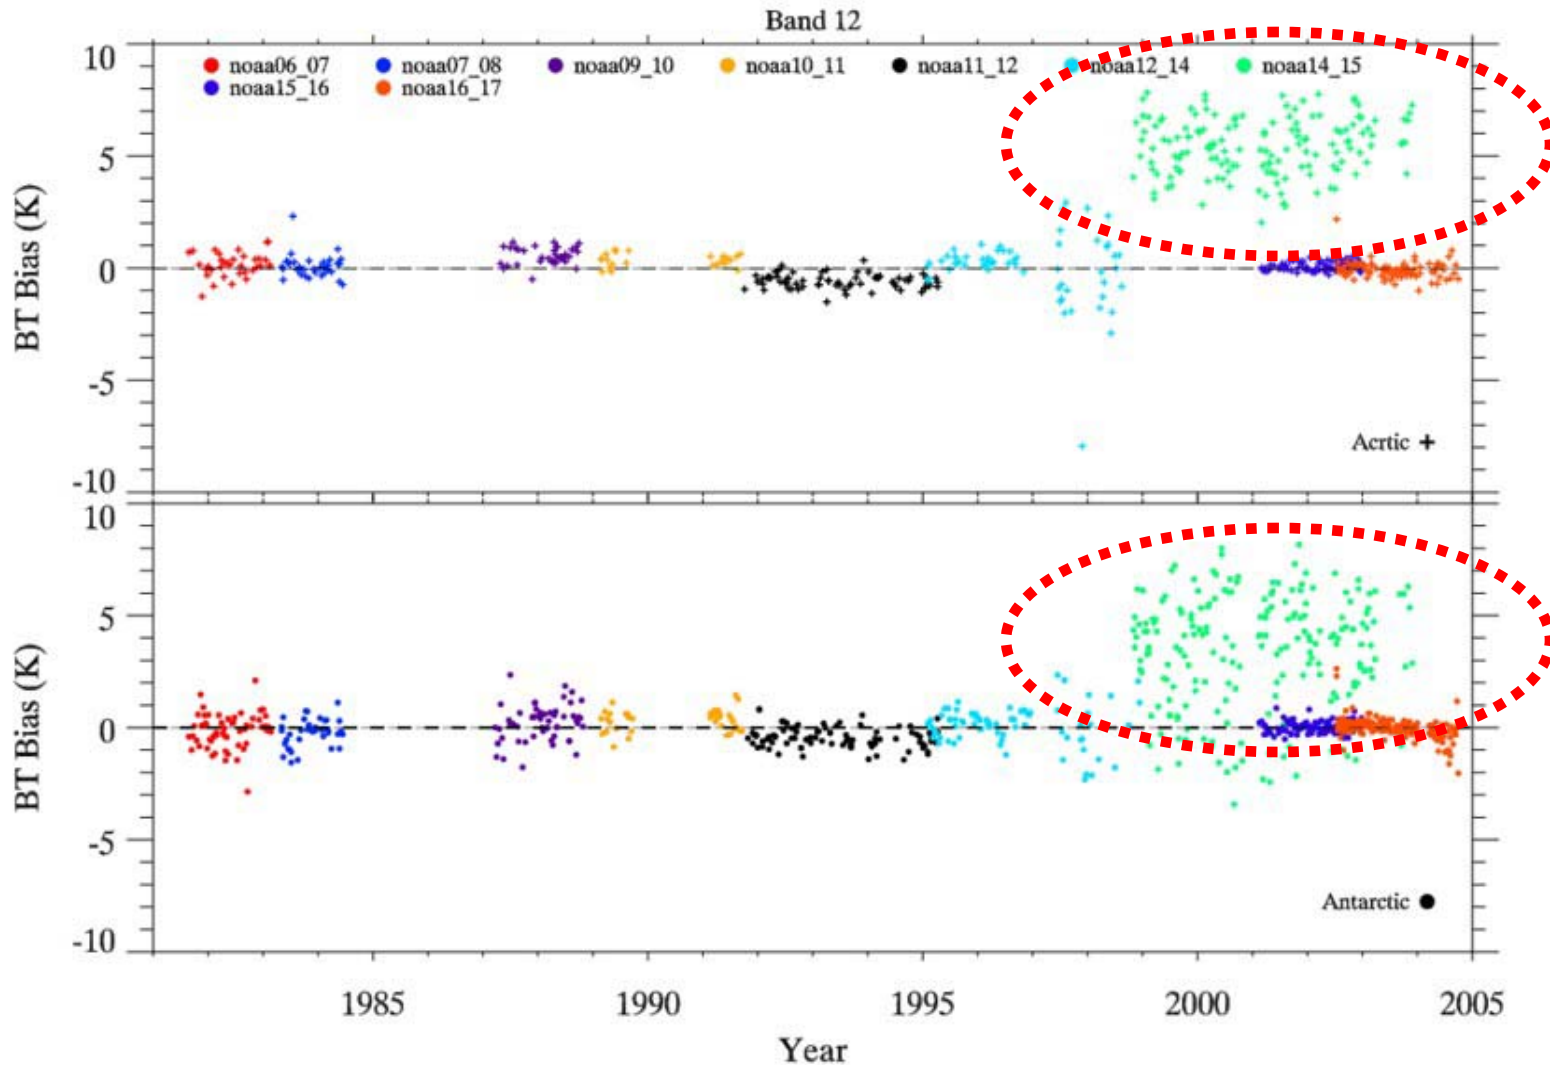 Band 12
10
noaa06_07 noaa07_08 noaa09_10 noaa10_11 noaa11_12 noaa12_14 noaa14_15
noaa15_16 noaa16_17
5
BT Bias (K)
0
-5
Acrtic
-10
10
5
BT Bias (K)
0
-5
Antarctic
-10
1985 1990 1995 2000 2005
Year